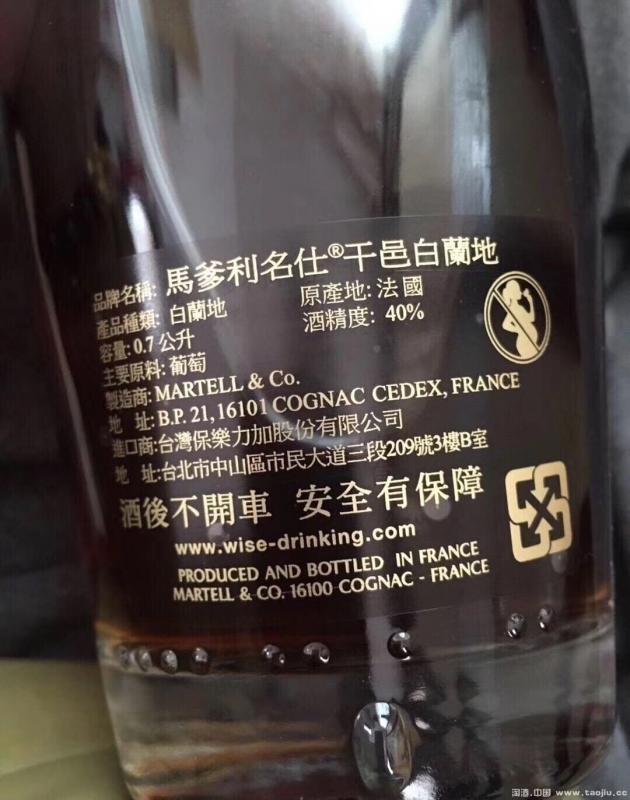 品牌名稱: 馬爹利名仕®干邑白蘭地
產品種類: 白蘭地 原產地: 法國
容量: 0.7公升 酒精度: 40%
主要原料: 葡萄
製造商: MARTELL & Co.
地 址: B.P. 21, 16101 COGNAC CEDEX, FRANCE
進口商:台灣保樂力加股份有限公司
地 址:台北市中山區市民大道三段209號3樓B室
酒後不開車 安全有保障
www.wise-drinking.com
PRODUCED AND BOTTLED IN FRANCE
MARTELL & CO. 16100 COGNAC - FRANCE
淘酒.中国 www.taojiu.cc